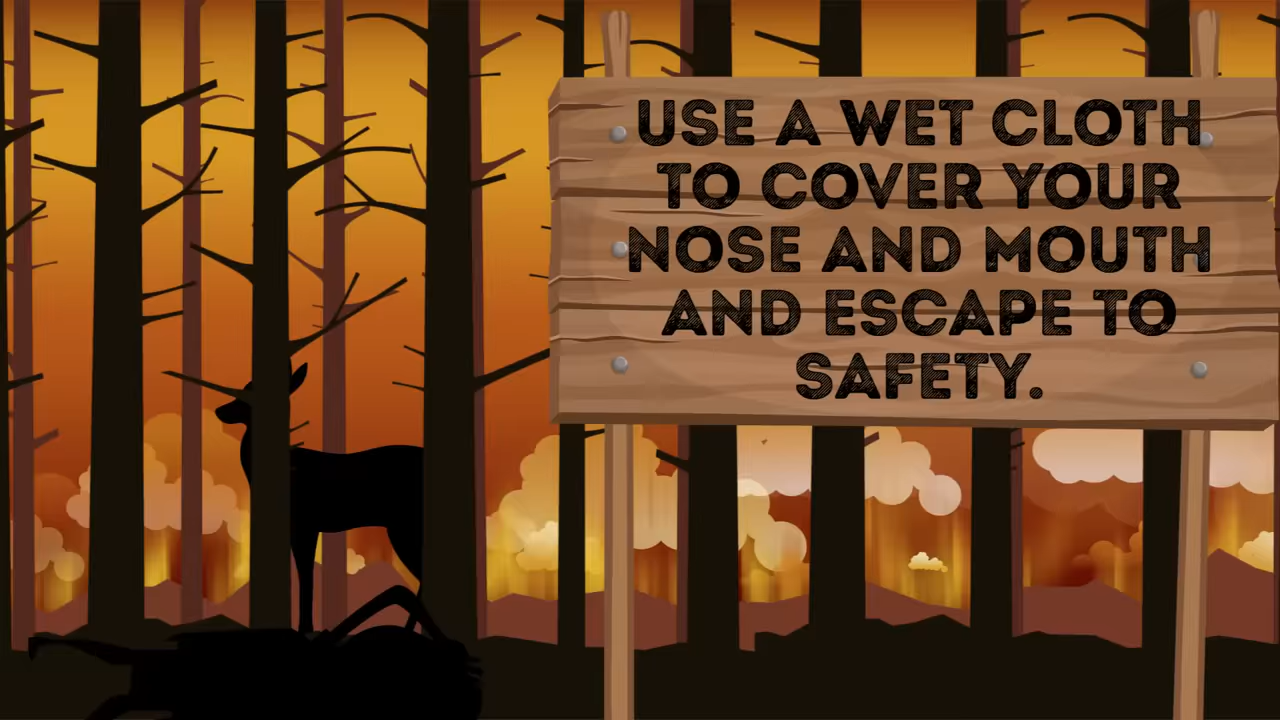 USE A WET CLOTH
TO COVER YOUR
NOSE AND MOUTH
AND ESCAPE TO
SAFETY.